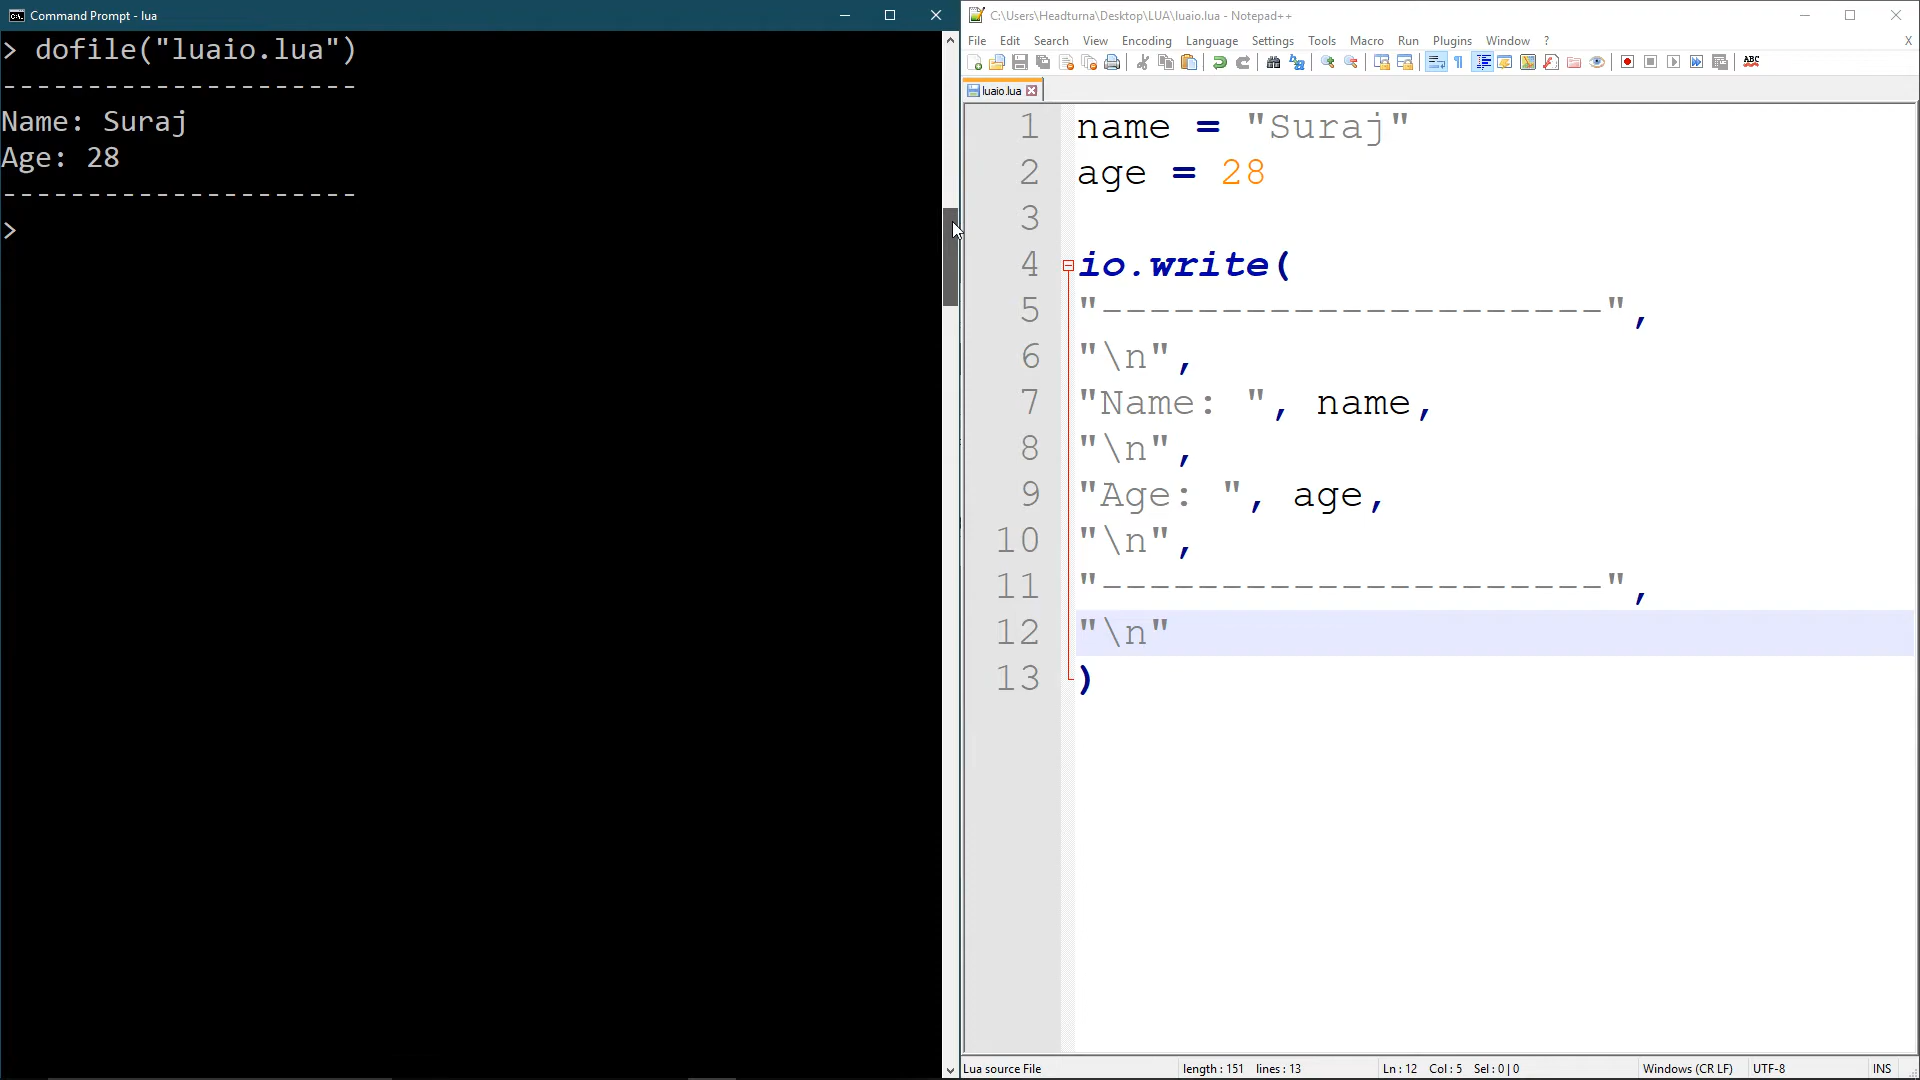 Command Prompt - lua
> dofile("luaio.lua")
---------------------
Name: Suraj
Age: 28
---------------------
>
C:\Users\Headturna\Desktop\LUA\luaio.lua - Notepad++
File Edit Search View Encoding Language Settings Tools Macro Run Plugins Window ? X
ABC
luaio.lua
1 name = "Suraj"
2 age = 28
3
4 io.write(
5 "---------------------",
6 "\n",
7 "Name: ", name,
8 "\n",
9 "Age: ", age,
10 "\n",
11 "---------------------",
12 "\n"
13 )
Lua source File length : 151 lines : 13 Ln : 12 Col : 5 Sel : 0 | 0 Windows (CR LF) UTF-8 INS